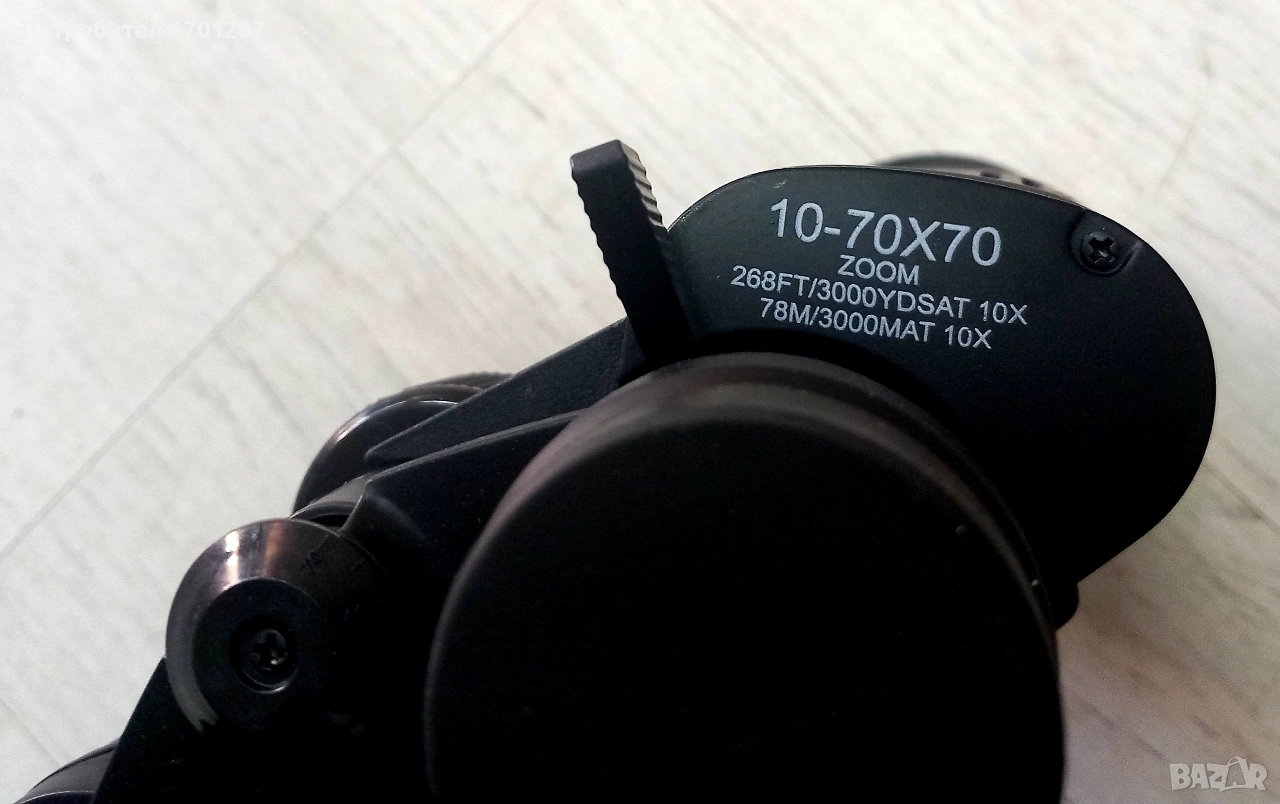 10-70X70
ZOOM
268FT/3000YDSAT 10X
78M/3000MAT 10X
BAZAR